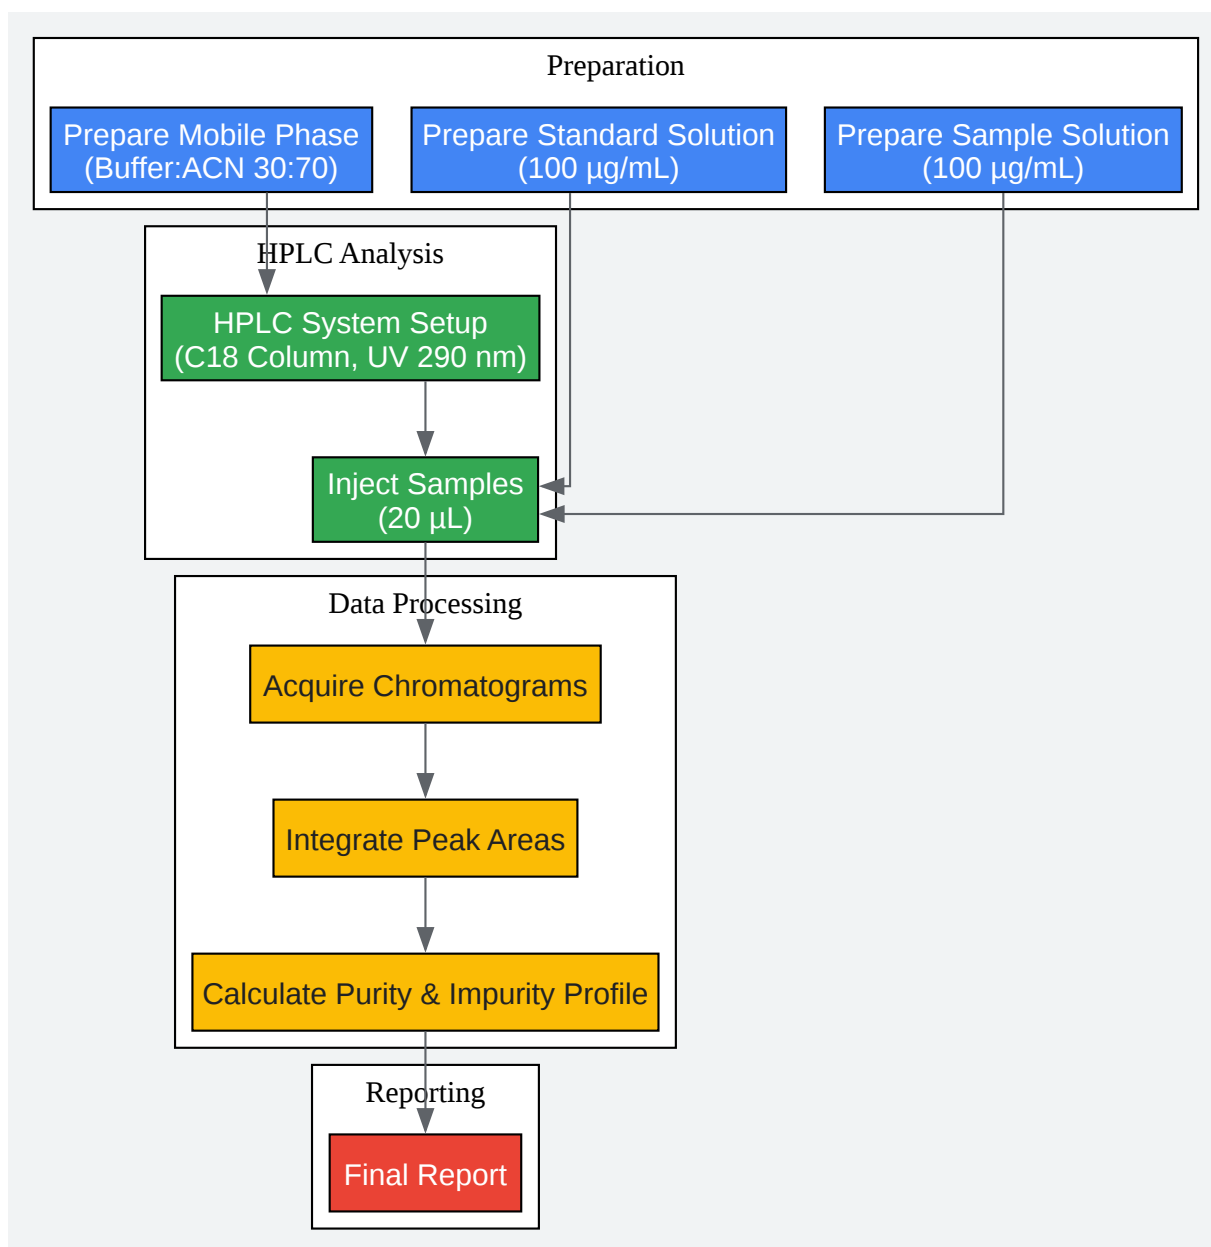 Preparation
Prepare Mobile Phase
(Buffer:ACN 30:70)
Prepare Standard Solution
(100 µg/mL)
Prepare Sample Solution
(100 µg/mL)
HPLC Analysis
HPLC System Setup
(C18 Column, UV 290 nm)
Inject Samples
(20 µL)
Data Processing
Acquire Chromatograms
Integrate Peak Areas
Calculate Purity & Impurity Profile
Reporting
Final Report